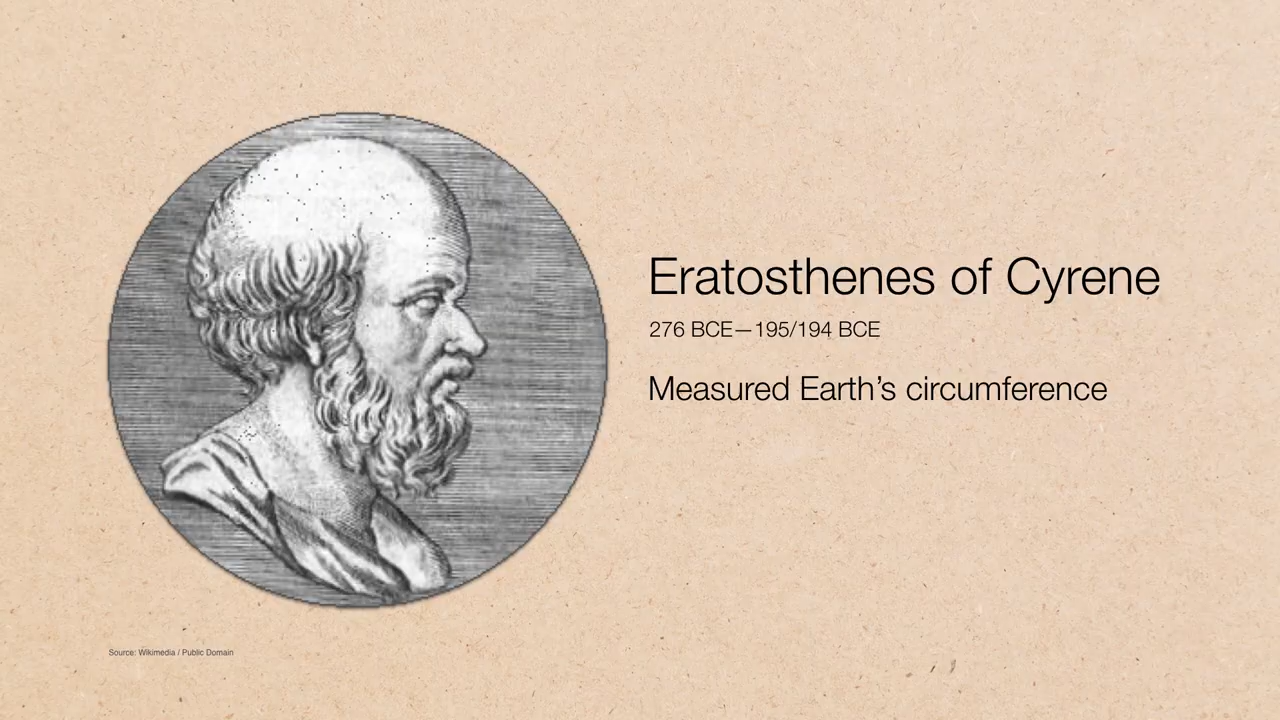 Eratosthenes of Cyrene
276 BCE—195/194 BCE
Measured Earth’s circumference
Source: Wikimedia / Public Domain